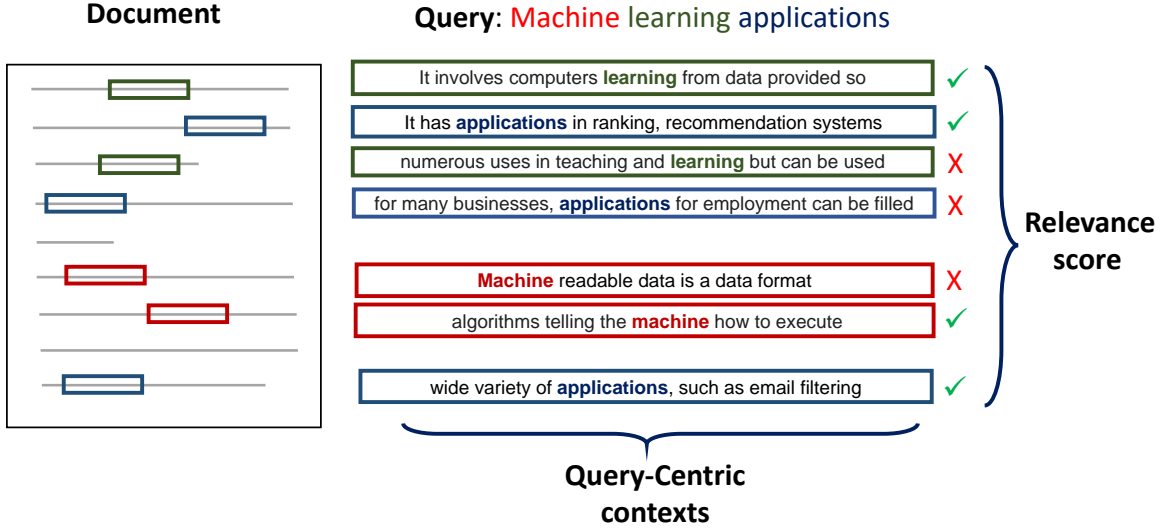 Document
Query: Machine learning applications
It involves computers learning from data provided so ✓
It has applications in ranking, recommendation systems ✓
numerous uses in teaching and learning but can be used X
for many businesses, applications for employment can be filled X
Machine readable data is a data format X
algorithms telling the machine how to execute ✓
wide variety of applications, such as email filtering ✓
Relevance
score
Query-Centric
contexts